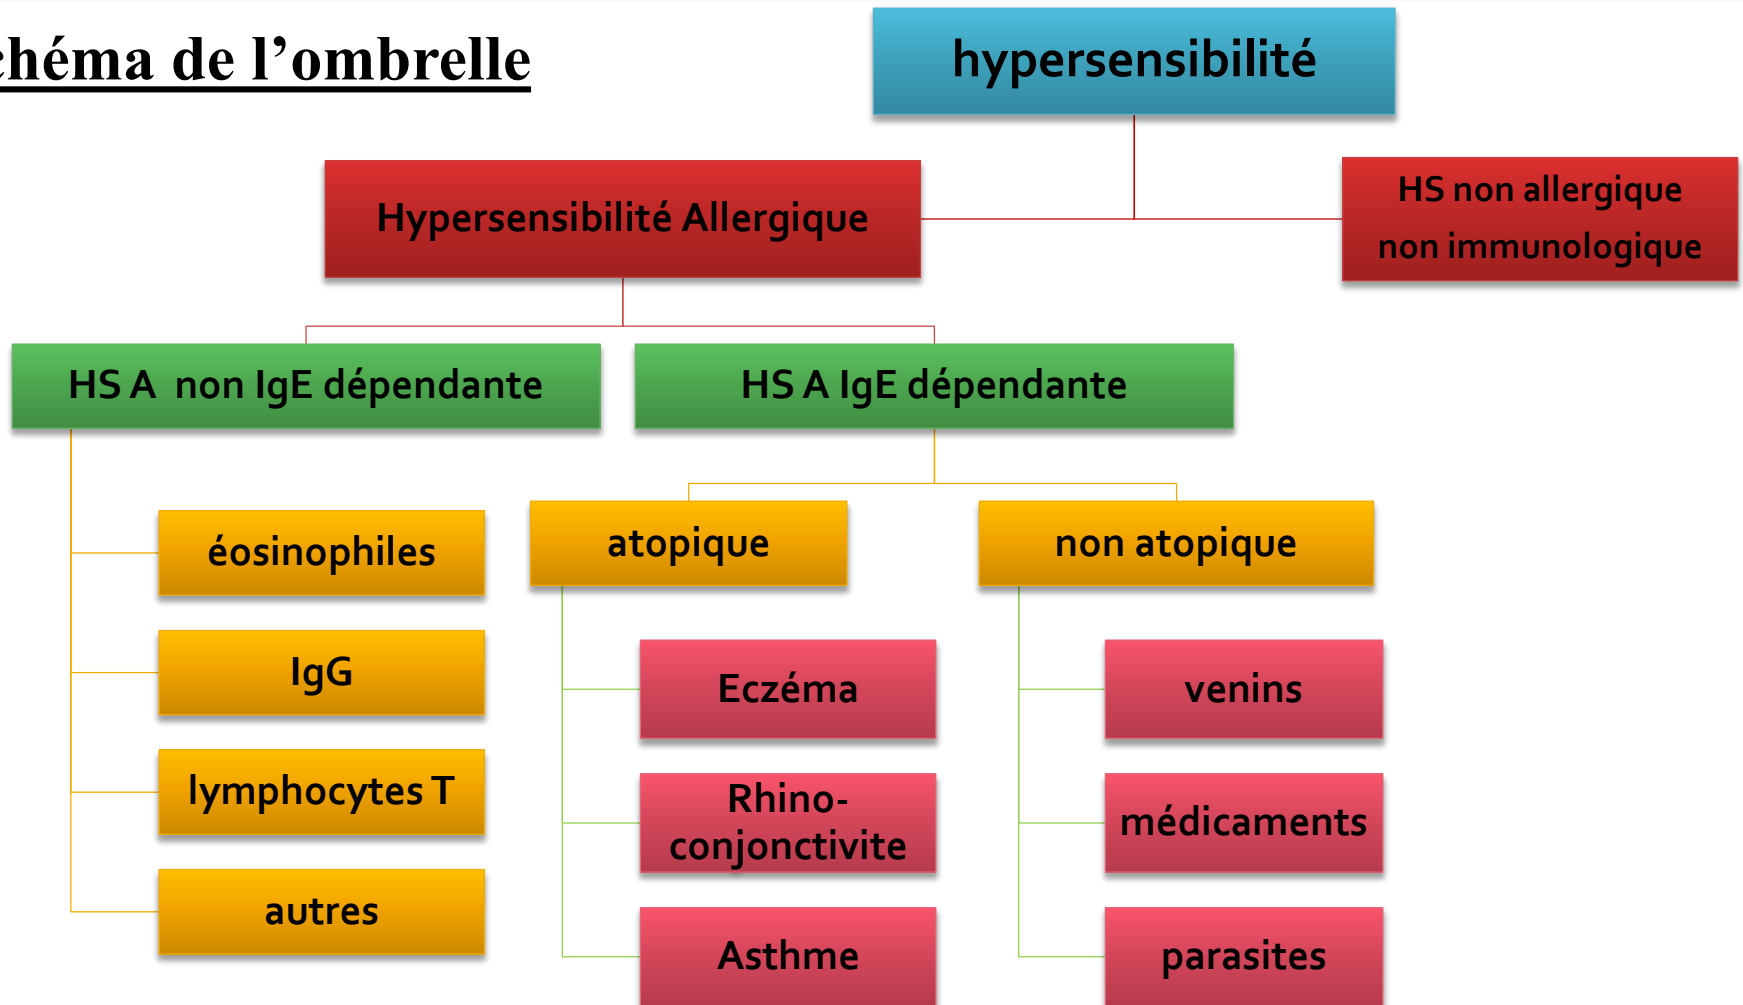 chéma de l’ombrelle
hypersensibilité
Hypersensibilité Allergique
HS non allergique
non immunologique
HS A non IgE dépendante
HS A IgE dépendante
éosinophiles
IgG
lymphocytes T
autres
atopique
Eczéma
Rhino-
conjonctivite
Asthme
non atopique
venins
médicaments
parasites